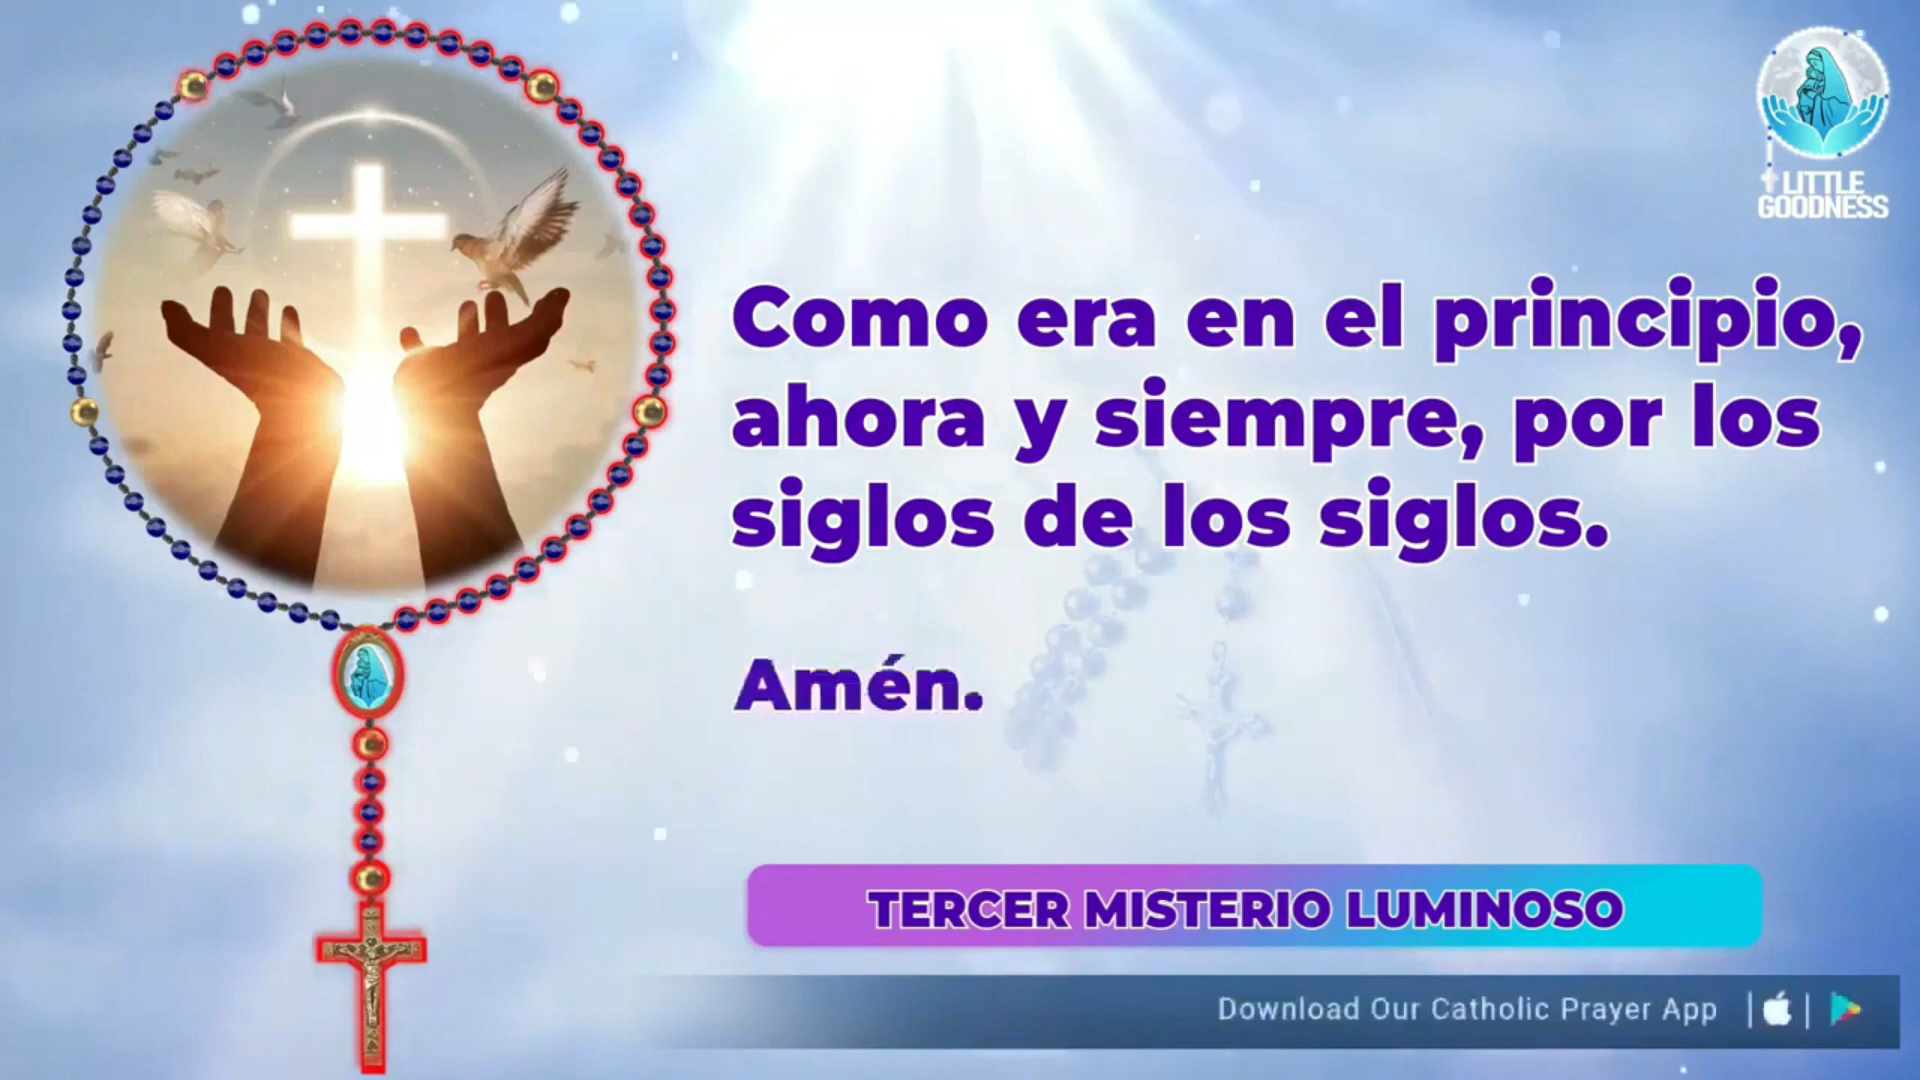 LITTLE
GOODNESS
Como era en el principio,
ahora y siempre, por los
siglos de los siglos.
Amén.
TERCER MISTERIO LUMINOSO
Download Our Catholic Prayer App